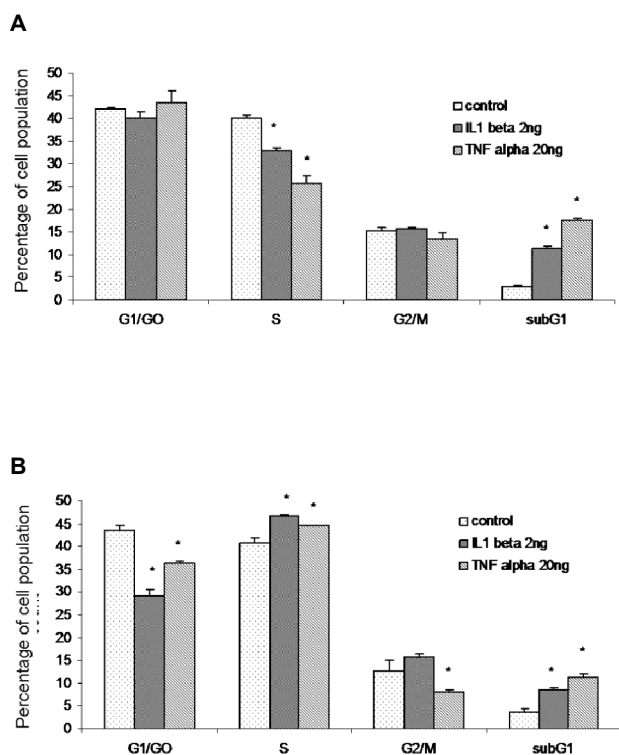 A
Percentage of cell population
50
45
40
35
30
25
20
15
10
5
0
control
IL1 beta 2ng
TNF alpha 20ng
*
*
*
*
G1/GO S G2/M subG1
B
Percentage of cell population
50
45
40
35
30
25
20
15
10
5
0
control
IL1 beta 2ng
TNF alpha 20ng
*
*
*
*
*
*
*
G1/GO S G2/M subG1